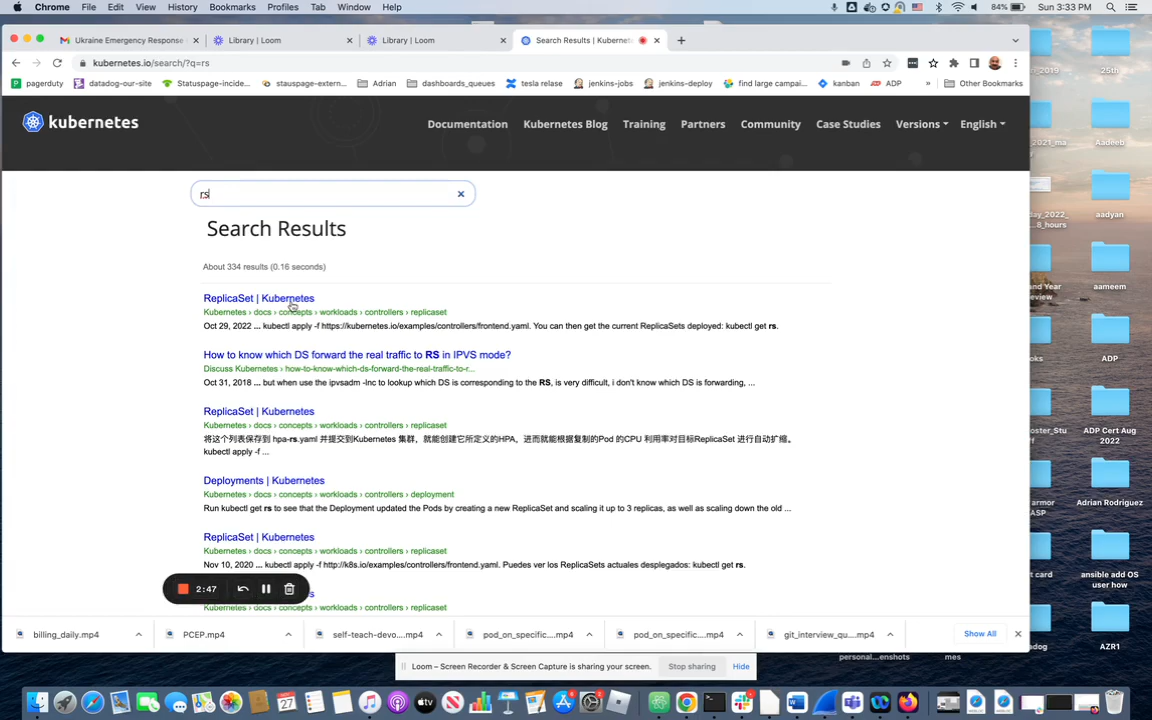 Chrome File Edit View History Bookmarks Profiles Tab Window Help 84% Sun 3:33 PM
Ukraine Emergency Response Library | Loom Library | Loom Search Results | Kubernet
kubernetes.io/search/?q=rs
pagerduty datadog-our-site Statuspage-incide... stauspage-extern... Adrian dashboards_queues tesla relase jenkins-jobs jenkins-deploy find large campai... kanban ADP » Other Bookmarks
kubernetes
Documentation Kubernetes Blog Training Partners Community Case Studies Versions English
rs
Search Results
About 334 results (0.16 seconds)
ReplicaSet | Kubernetes
Kubernetes › docs › concepts › workloads › controllers › replicaset
Oct 29, 2022 ... kubectl apply -f https://kubernetes.io/examples/controllers/frontend.yaml. You can then get the current ReplicaSets deployed: kubectl get rs.
How to know which DS forward the real traffic to RS in IPVS mode?
Discuss Kubernetes › how-to-know-which-ds-forward-the-real-traffic-to-r...
Oct 31, 2018 ... but when use the ipvsadm -lnc to lookup which DS is corresponding to the RS, is very difficult, i don't know which DS is forwarding, ...
ReplicaSet | Kubernetes
Kubernetes › docs › concepts › workloads › controllers › replicaset
将这个列表保存到 hpa-rs.yaml 并提交到Kubernetes 集群，就能创建它所定义的HPA，进而就能根据复制的Pod 的CPU 利用率对目标ReplicaSet 进行自动扩缩。
kubectl apply -f ...
Deployments | Kubernetes
Kubernetes › docs › concepts › workloads › controllers › deployment
Run kubectl get rs to see that the Deployment updated the Pods by creating a new ReplicaSet and scaling it up to 3 replicas, as well as scaling down the old ...
ReplicaSet | Kubernetes
Kubernetes › docs › concepts › workloads › controllers › replicaset
Nov 10, 2020 ... kubectl apply -f http://k8s.io/examples/controllers/frontend.yaml. Puedes ver los ReplicaSets actuales desplegados: kubectl get rs.
2:47
Kubernetes › docs › concepts › workloads › controllers › replicaset
billing_daily.mp4 PCEP.mp4 self-teach-devo....mp4 pod_on_specific....mp4 pod_on_specific....mp4 git_interview_qu....mp4 Show All
Loom – Screen Recorder & Screen Capture is sharing your screen. Stop sharing Hide
25th
Aadeeb
aadyan
aameem
ADP
ADP Cert Aug
2022
Adrian Rodriguez
ansible add OS
user how
AZR1